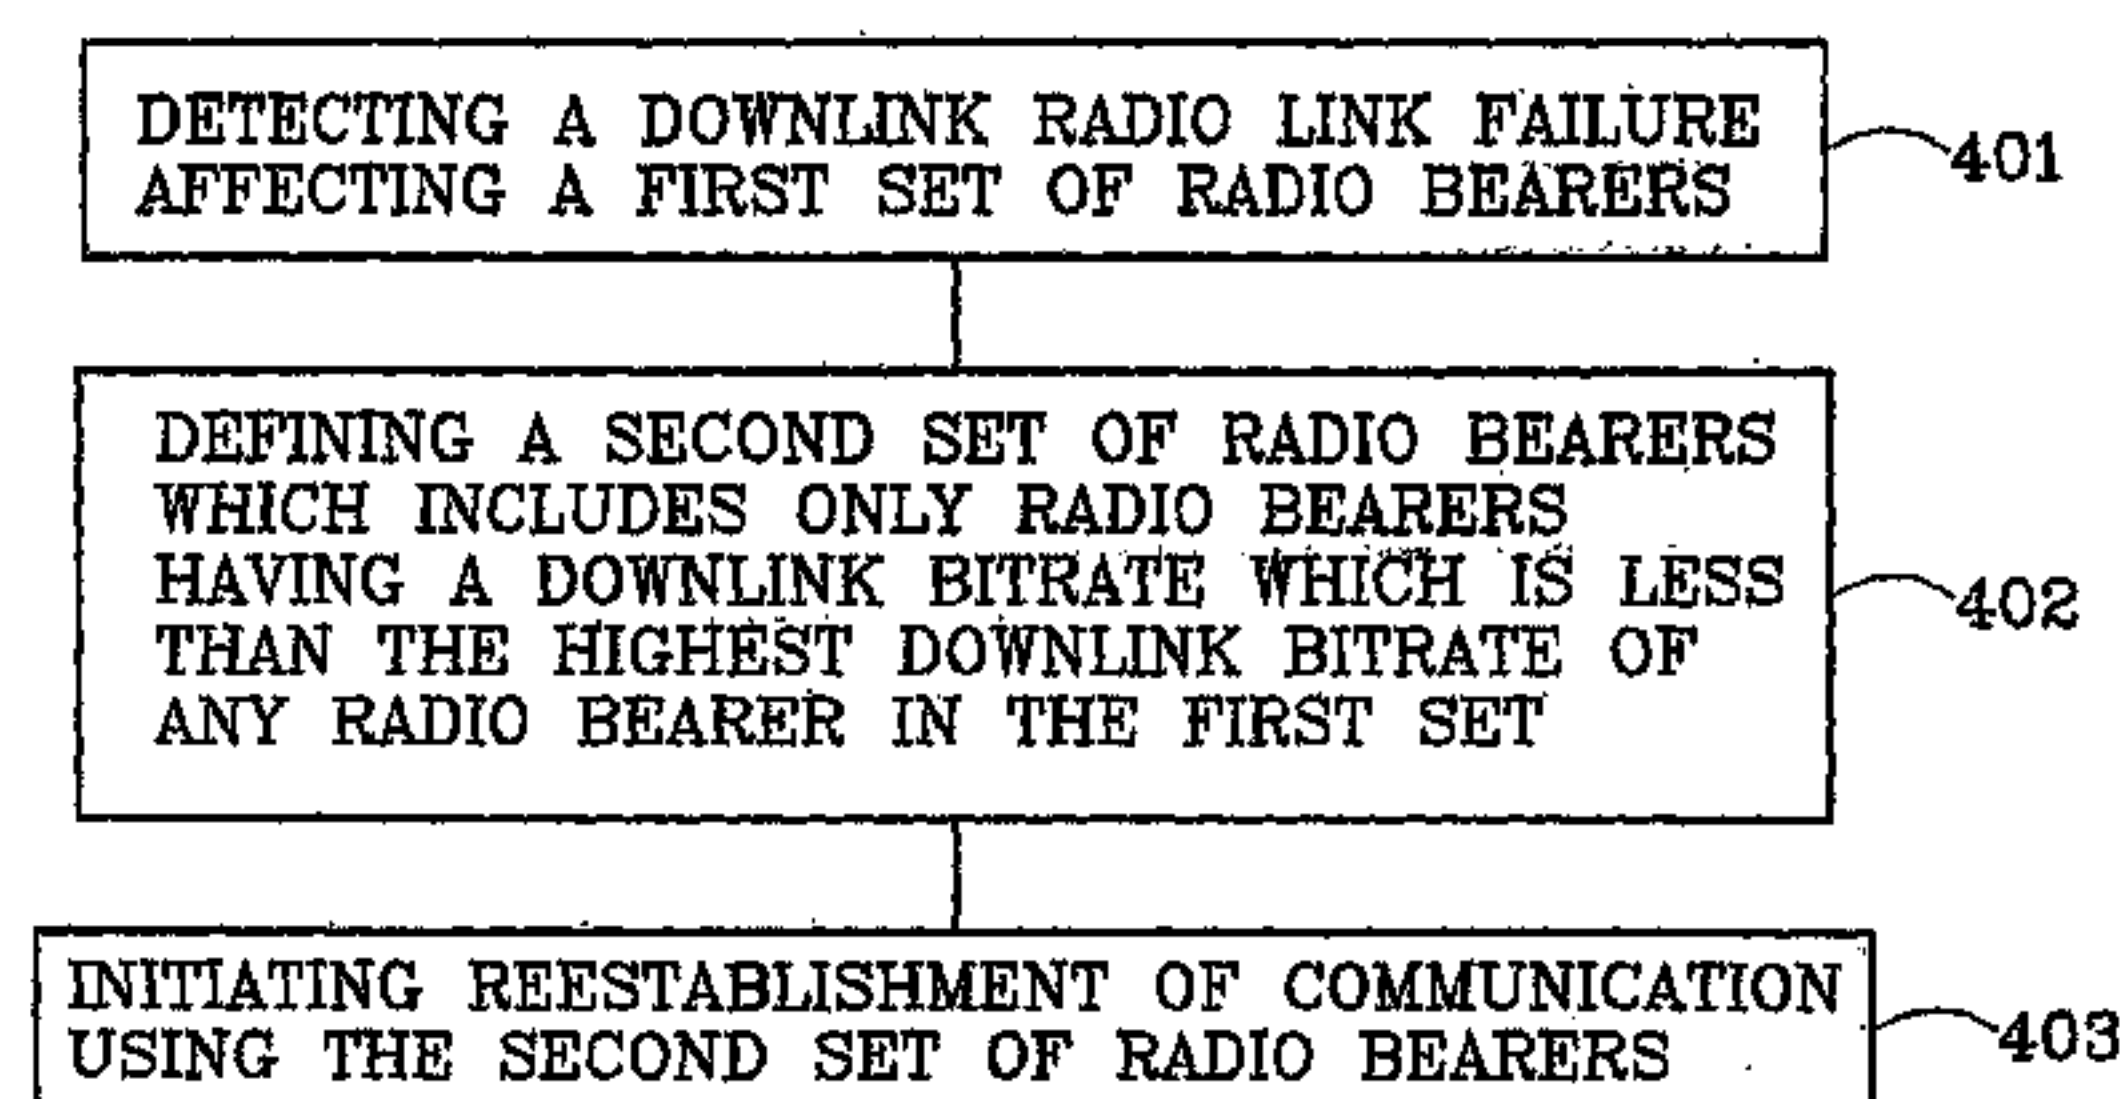 DETECTING A DOWNLINK RADIO LINK FAILURE
AFFECTING A FIRST SET OF RADIO BEARERS
401
DEFINING A SECOND SET OF RADIO BEARERS
WHICH INCLUDES ONLY RADIO BEARERS
HAVING A DOWNLINK BITRATE WHICH IS LESS
THAN THE HIGHEST DOWNLINK BITRATE OF
ANY RADIO BEARER IN THE FIRST SET
402
INITIATING REESTABLISHMENT OF COMMUNICATION
USING THE SECOND SET OF RADIO BEARERS
403